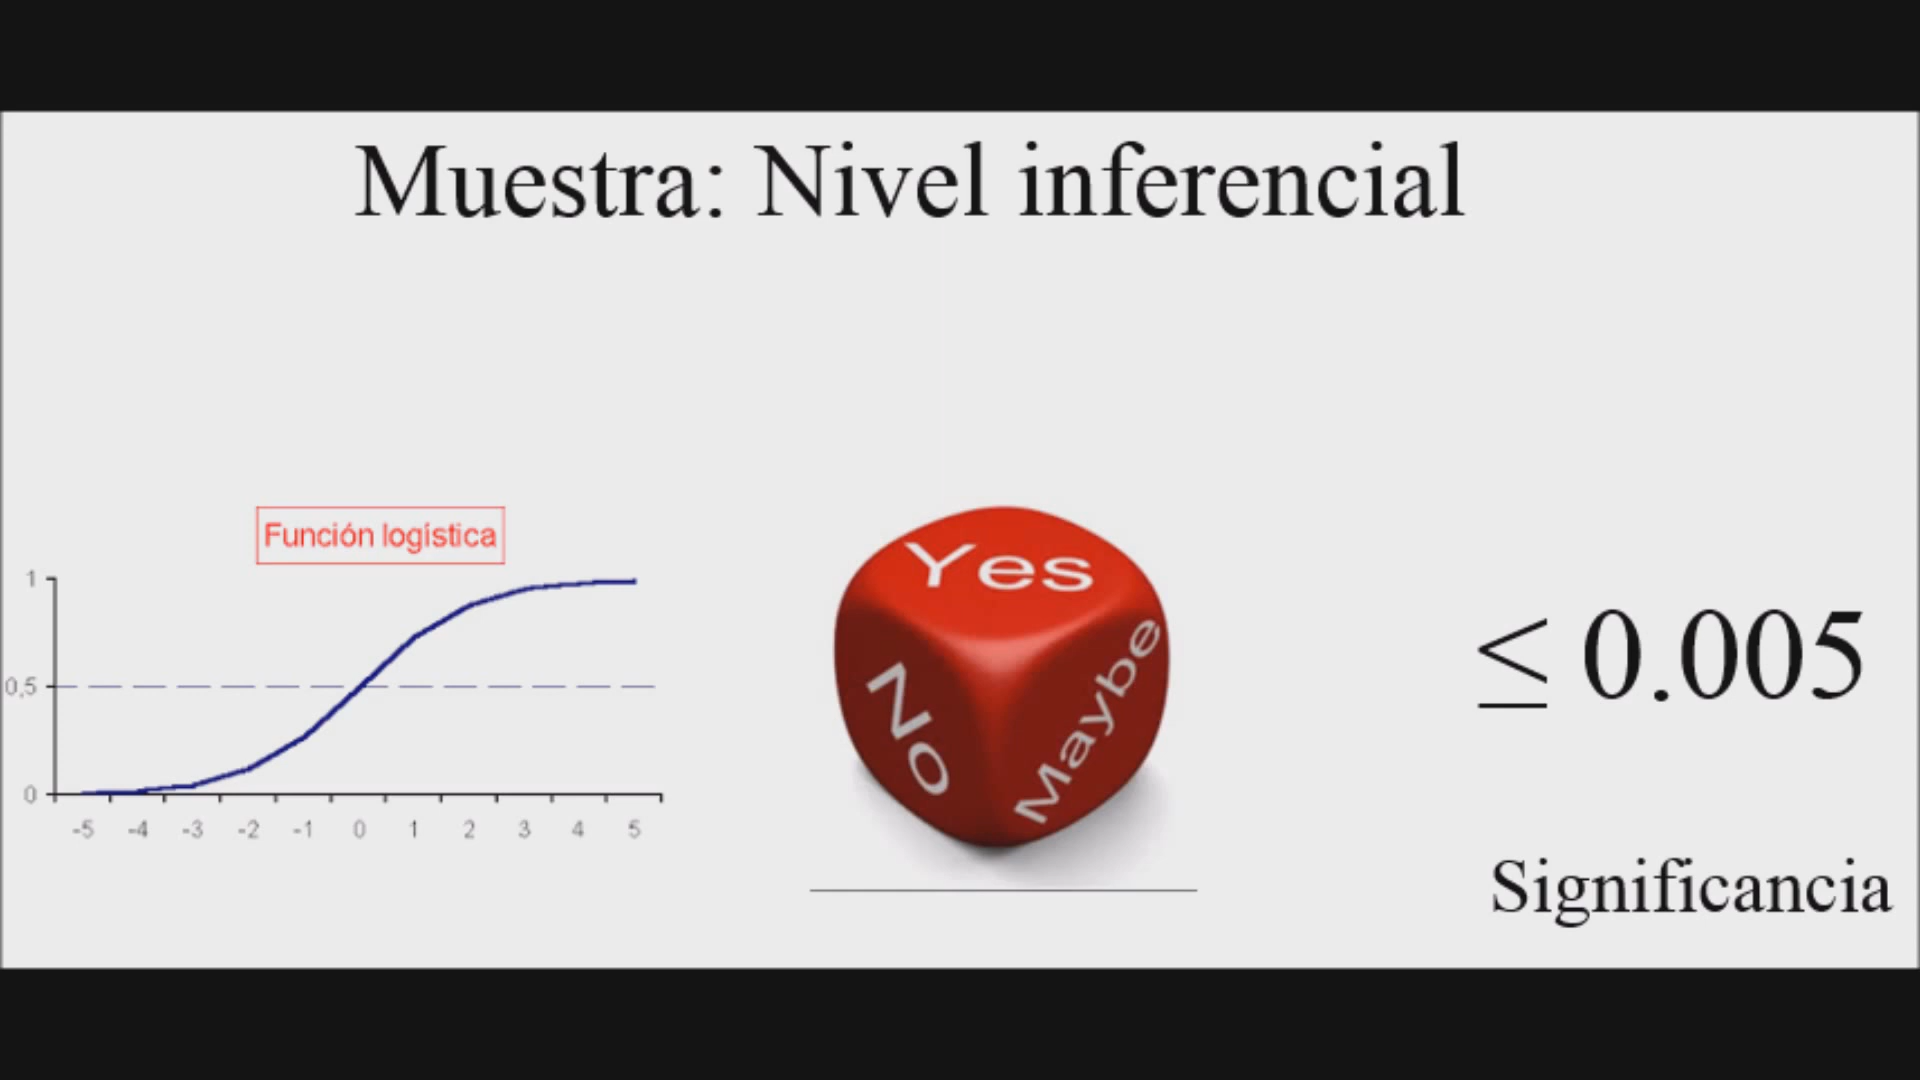 Muestra: Nivel inferencial
Función logística
1
0,5
0
-5 -4 -3 -2 -1 0 1 2 3 4 5
Yes
No
Maybe
≤ 0.005
Significancia